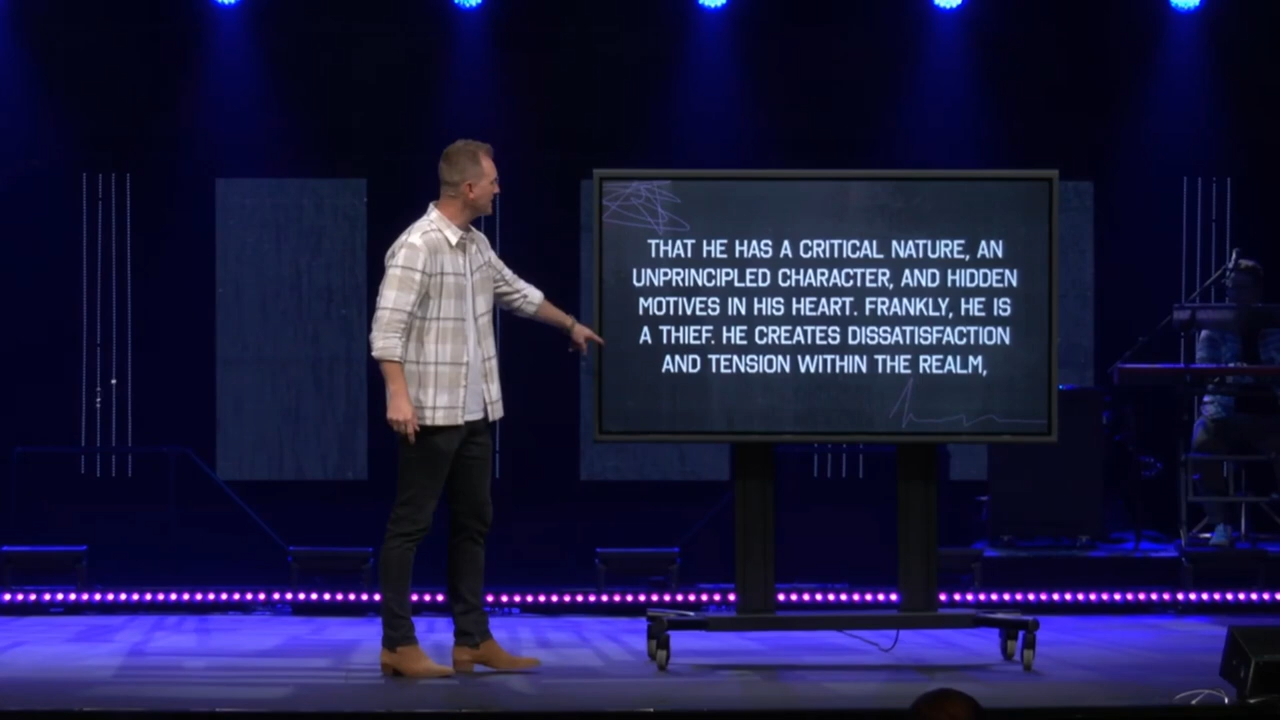 THAT HE HAS A CRITICAL NATURE, AN
UNPRINCIPLED CHARACTER, AND HIDDEN
MOTIVES IN HIS HEART. FRANKLY, HE IS
A THIEF. HE CREATES DISSATISFACTION
AND TENSION WITHIN THE REALM,